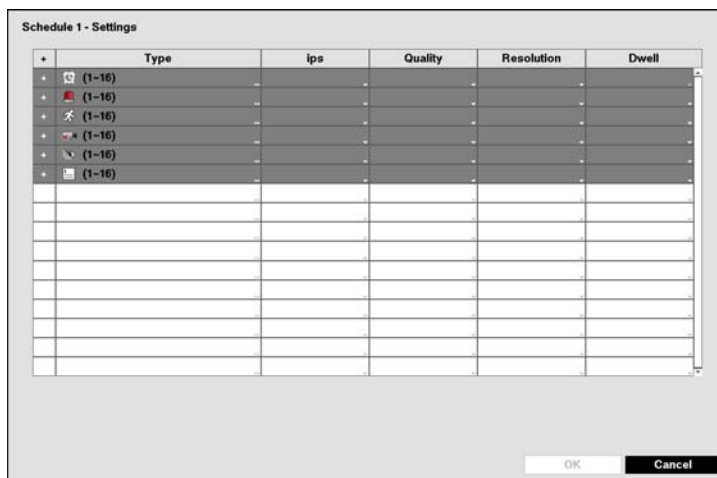 Schedule 1 - Settings
+ Type ips Quality Resolution Dwell
+ (1~16)
+ (1~16)
+ (1~16)
+ (1~16)
+ (1~16)
+ (1~16)
OK Cancel